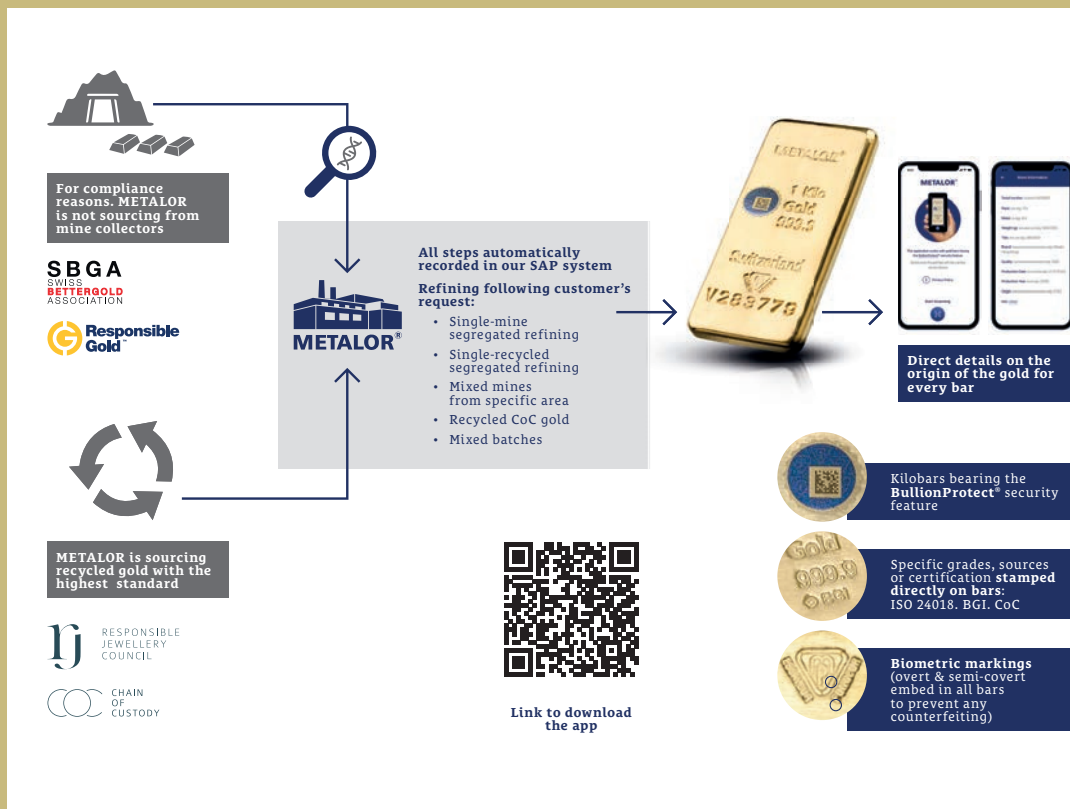 For compliance
reasons. METALOR
is not sourcing from
mine collectors
SBGA
SWISS
BETTERGOLD
ASSOCIATION
Responsible
Gold™
METALOR is sourcing
recycled gold with the
highest standard
rj
RESPONSIBLE
JEWELLERY
COUNCIL
CHAIN
OF
CUSTODY
METALOR®
All steps automatically
recorded in our SAP system
Refining following customer's
request:
• Single-mine
segregated refining
• Single-recycled
segregated refining
• Mixed mines
from specific area
• Recycled CoC gold
• Mixed batches
METALOR®
1 Kilo
Gold
999.9
Switzerland
V283778
METALOR
Direct details on the
origin of the gold for
every bar
Kilobars bearing the
BullionProtect® security
feature
Gold
999.9
BGI
Specific grades, sources
or certification stamped
directly on bars:
ISO 24018. BGI. CoC
Biometric markings
(overt & semi-covert
embed in all bars
to prevent any
counterfeiting)
Link to download
the app